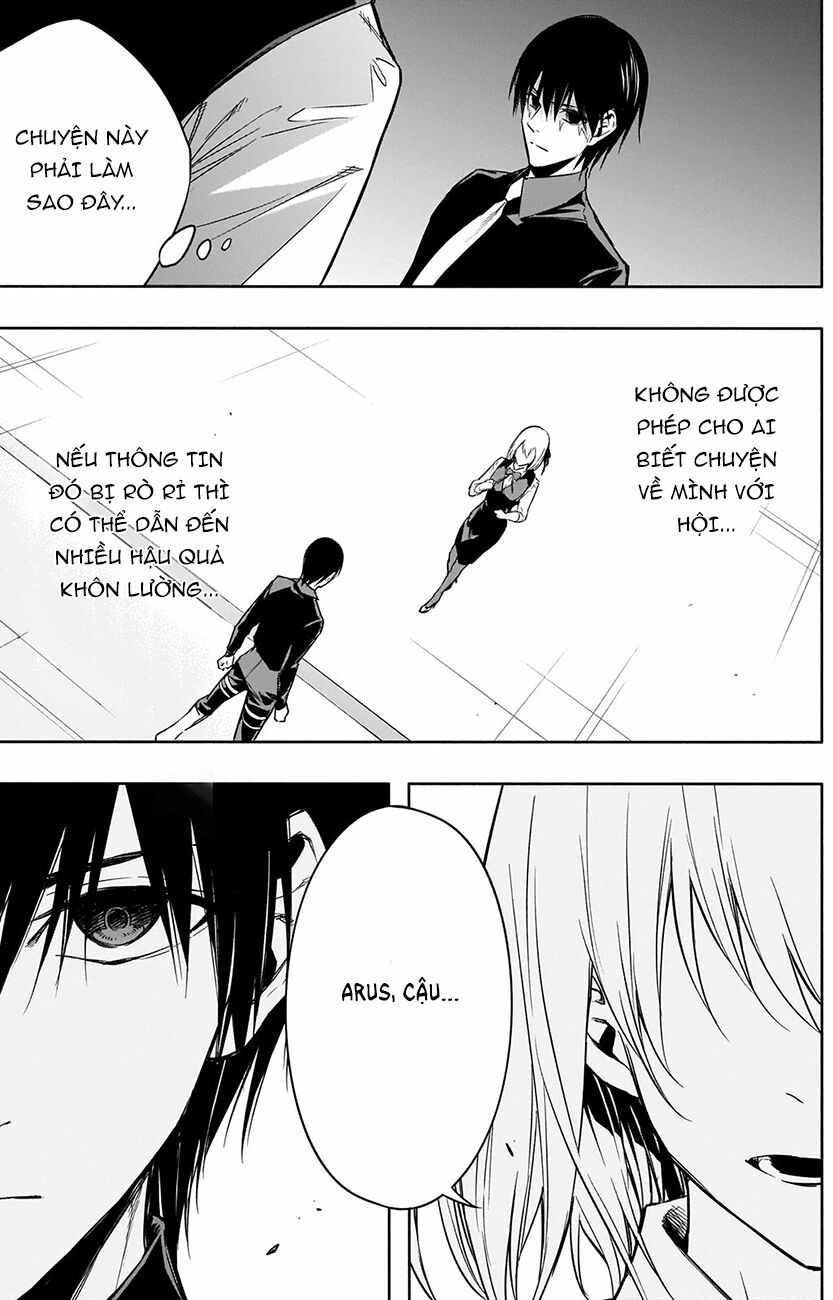 CHUYỆN NÀY
PHẢI LÀM
SAO ĐÂY...
KHÔNG ĐƯỢC
PHÉP CHO AI
BIẾT CHUYỆN
VỀ MÌNH VỚI
HỘI...
NẾU THÔNG TIN
ĐÓ BỊ RÒ RỈ THÌ
CÓ THỂ DẪN ĐẾN
NHIỀU HẬU QUẢ
KHÔN LƯỜNG...
ARUS, CẬU...